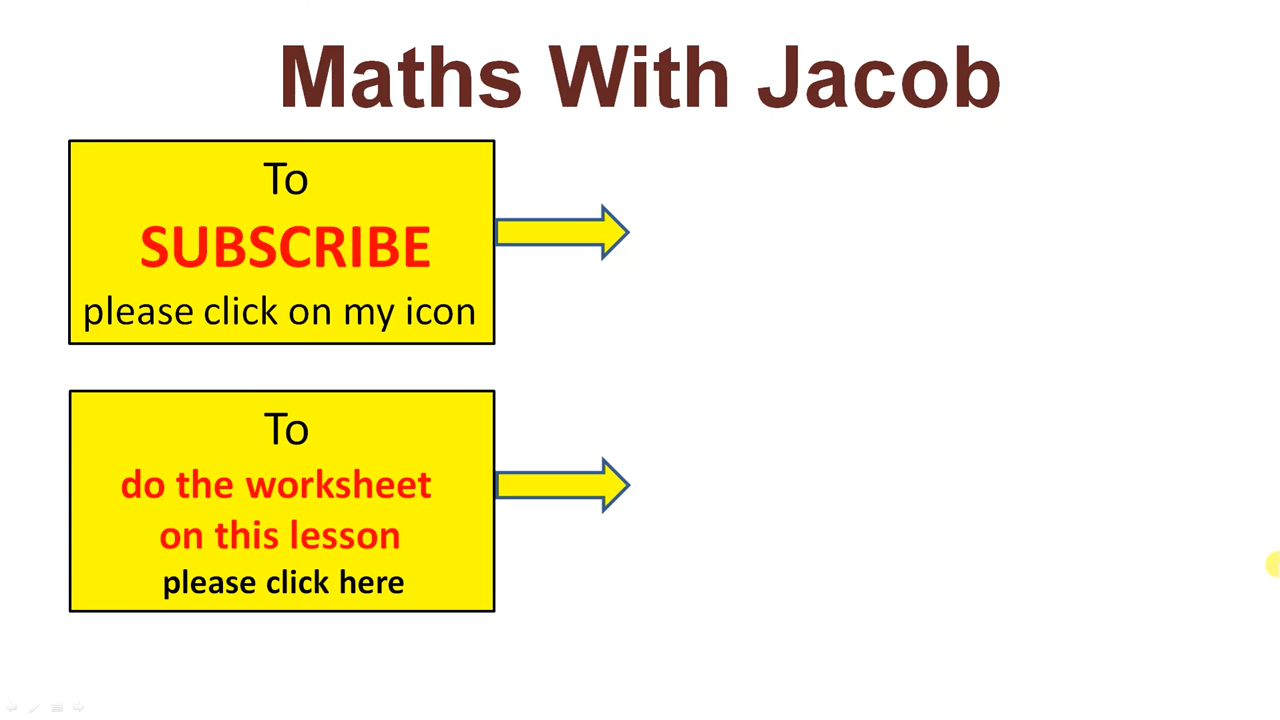 Maths With Jacob
To
SUBSCRIBE
please click on my icon
To
do the worksheet
on this lesson
please click here